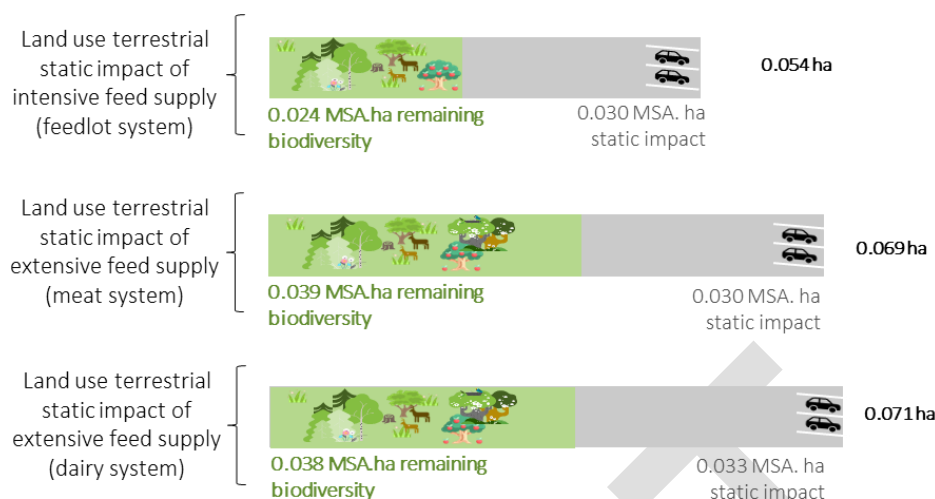 Land use terrestrial
static impact of
intensive feed supply
(feedlot system)
0.054 ha
0.024 MSA.ha remaining
biodiversity
0.030 MSA. ha
static impact
Land use terrestrial
static impact of
extensive feed supply
(meat system)
0.069 ha
0.039 MSA.ha remaining
biodiversity
0.030 MSA. ha
static impact
Land use terrestrial
static impact of
extensive feed supply
(dairy system)
0.071 ha
0.038 MSA.ha remaining
biodiversity
0.033 MSA. ha
static impact